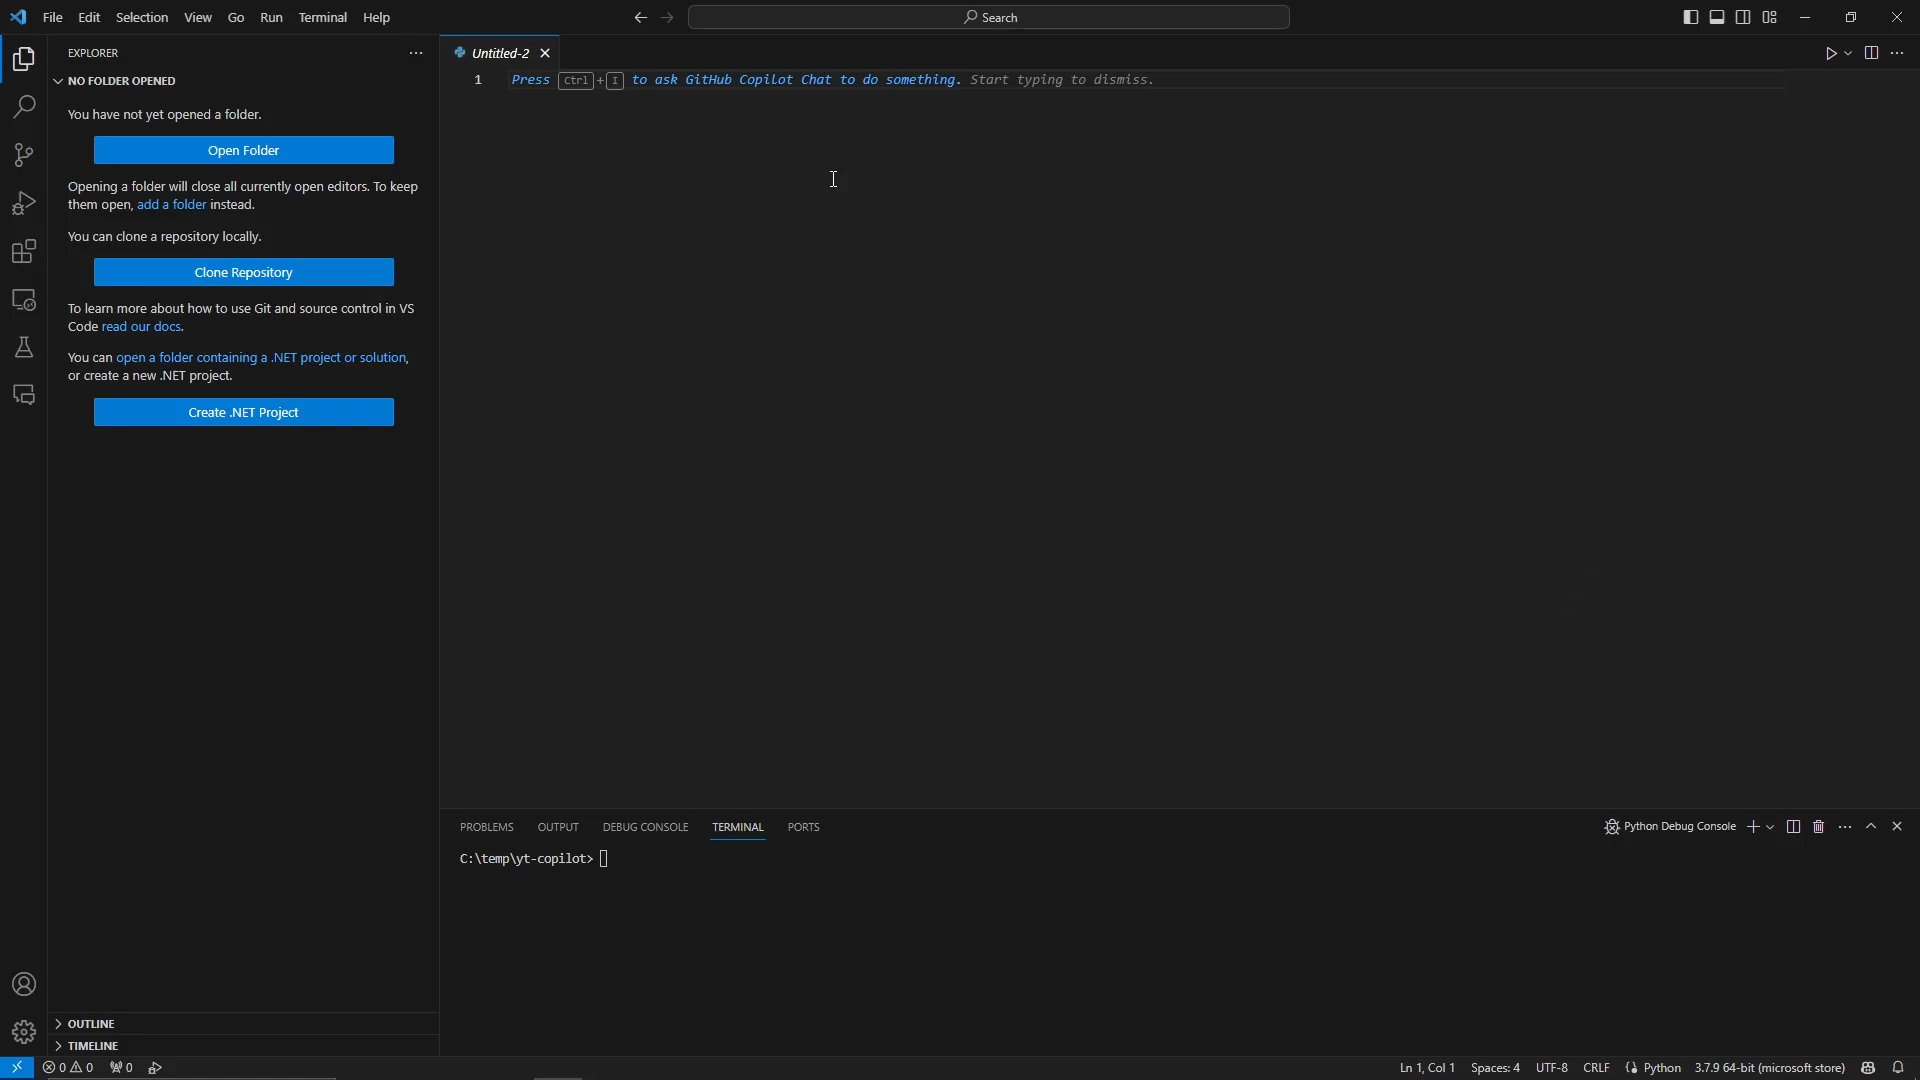 File Edit Selection View Go Run Terminal Help
Search
EXPLORER
NO FOLDER OPENED
You have not yet opened a folder.
Open Folder
Opening a folder will close all currently open editors. To keep
them open, add a folder instead.
You can clone a repository locally.
Clone Repository
To learn more about how to use Git and source control in VS
Code read our docs.
You can open a folder containing a .NET project or solution,
or create a new .NET project.
Create .NET Project
OUTLINE
TIMELINE
Untitled-2
1 Press Ctrl+I to ask GitHub Copilot Chat to do something. Start typing to dismiss.
PROBLEMS OUTPUT DEBUG CONSOLE TERMINAL PORTS
Python Debug Console
C:\temp\yt-copilot>
0 0 0
Ln 1, Col 1 Spaces: 4 UTF-8 CRLF Python 3.7.9 64-bit (microsoft store)